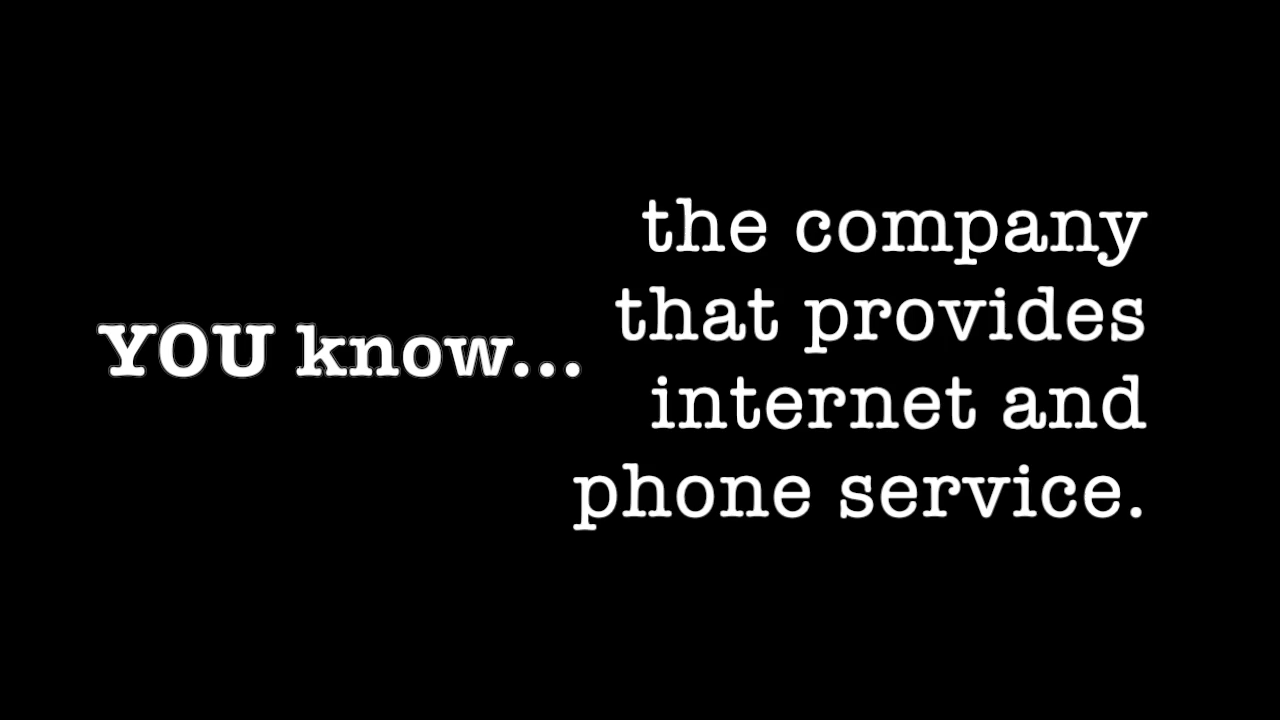 YOU know...
the company
that provides
internet and
phone service.